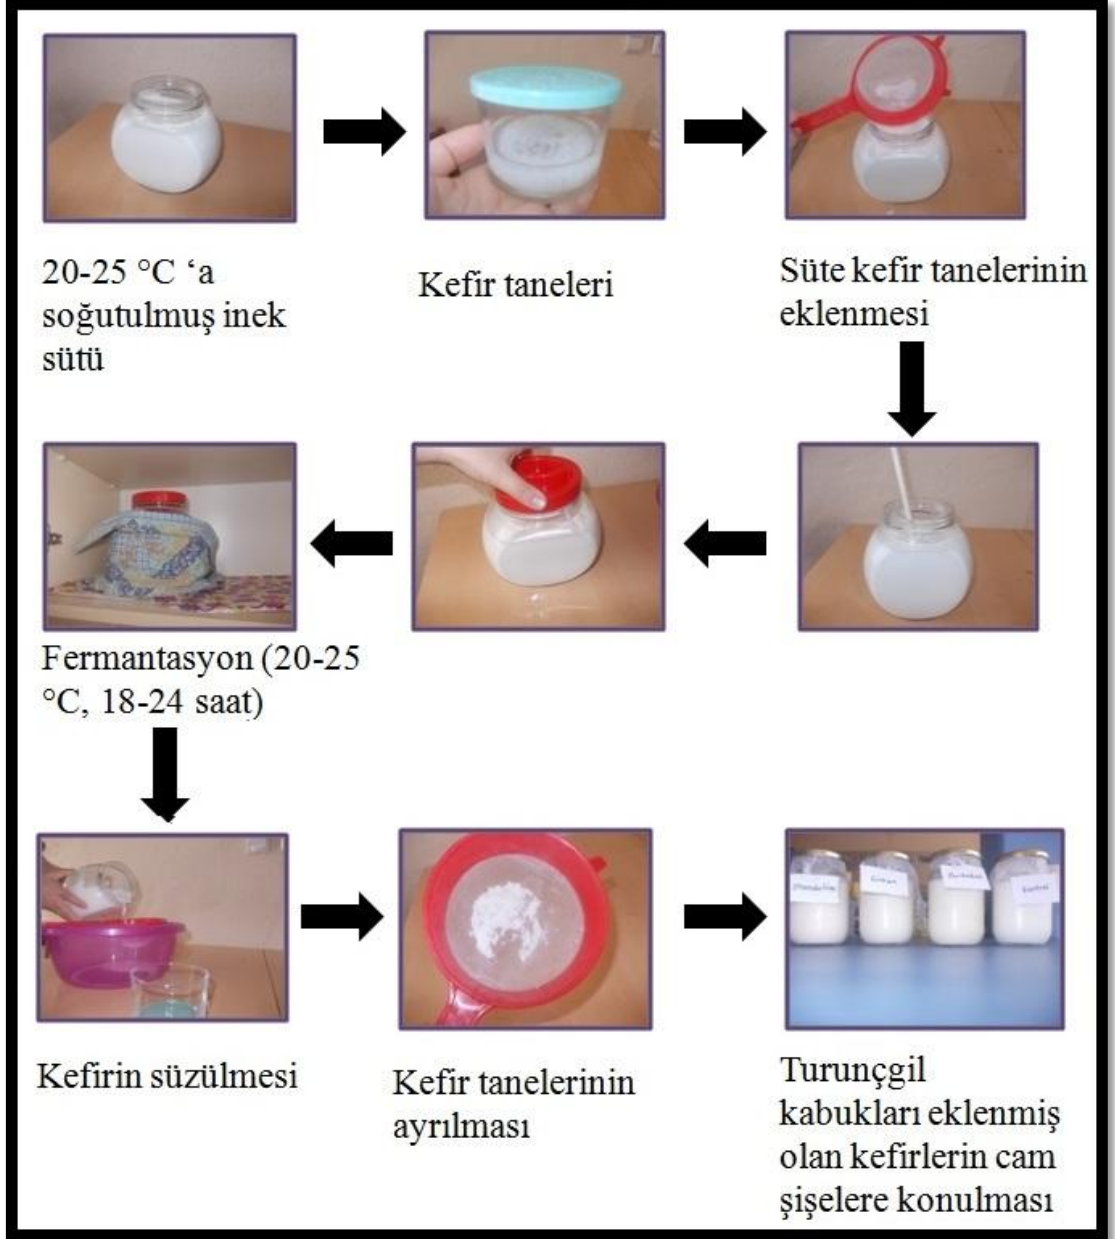 20-25 °C ‘a
soğutulmuş inek
sütü
Kefir taneleri
Süte kefir tanelerinin
eklenmesi
Fermantasyon (20-25
°C, 18-24 saat)
Kefirin süzülmesi
Kefir tanelerinin
ayrılması
Turunçgil
kabukları eklenmiş
olan kefirlerin cam
şişelere konulması